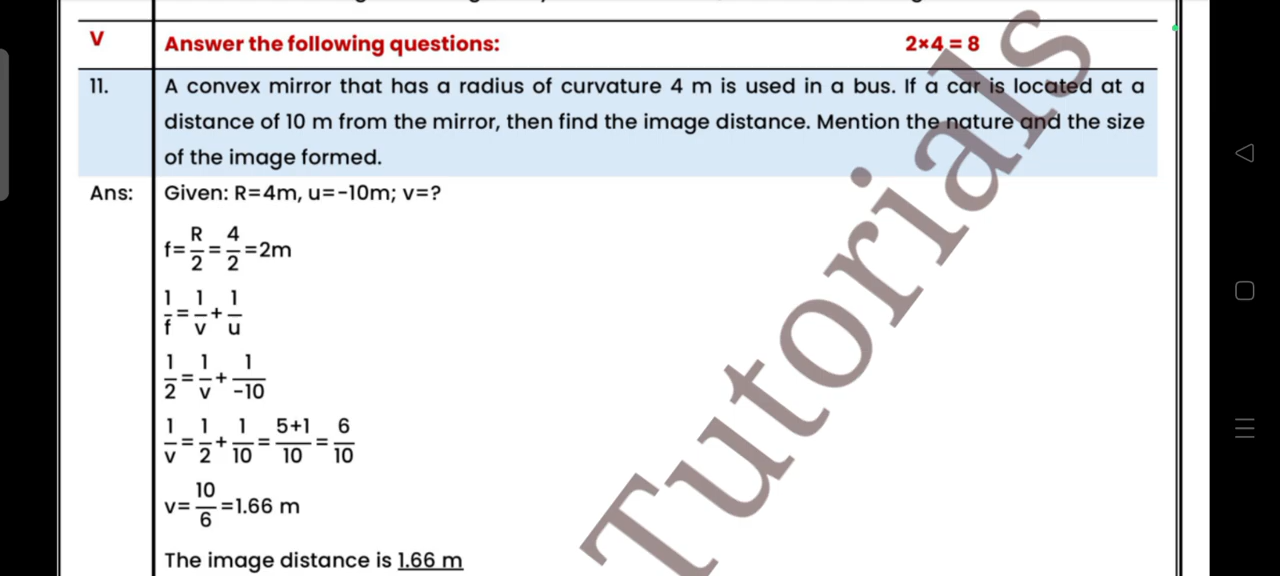 V Answer the following questions: 2×4 = 8
11. A convex mirror that has a radius of curvature 4 m is used in a bus. If a car is located at a
distance of 10 m from the mirror, then find the image distance. Mention the nature and the size
of the image formed.
Ans: Given: R=4m, u=-10m; v=?
f=R/2=4/2=2m
1/f=1/v+1/u
1/2=1/v+1/-10
1/v=1/2+1/10=5+1/10=6/10
v=10/6=1.66 m
The image distance is 1.66 m
Tutorials